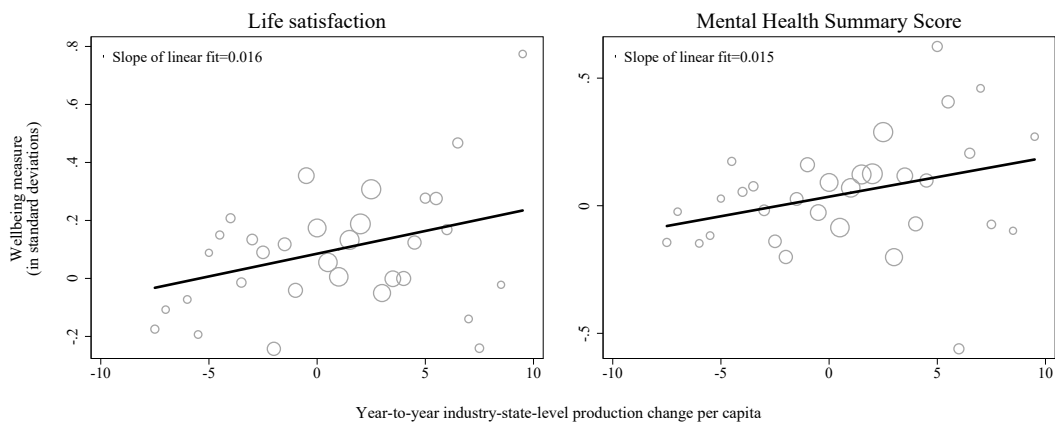 Life satisfaction
Mental Health Summary Score
Slope of linear fit=0.016
Slope of linear fit=0.015
Wellbeing measure
(in standard deviations)
.8
.6
.4
.2
0
-.2
.5
0
-.5
-10 -5 0 5 10
-10 -5 0 5 10
Year-to-year industry-state-level production change per capita